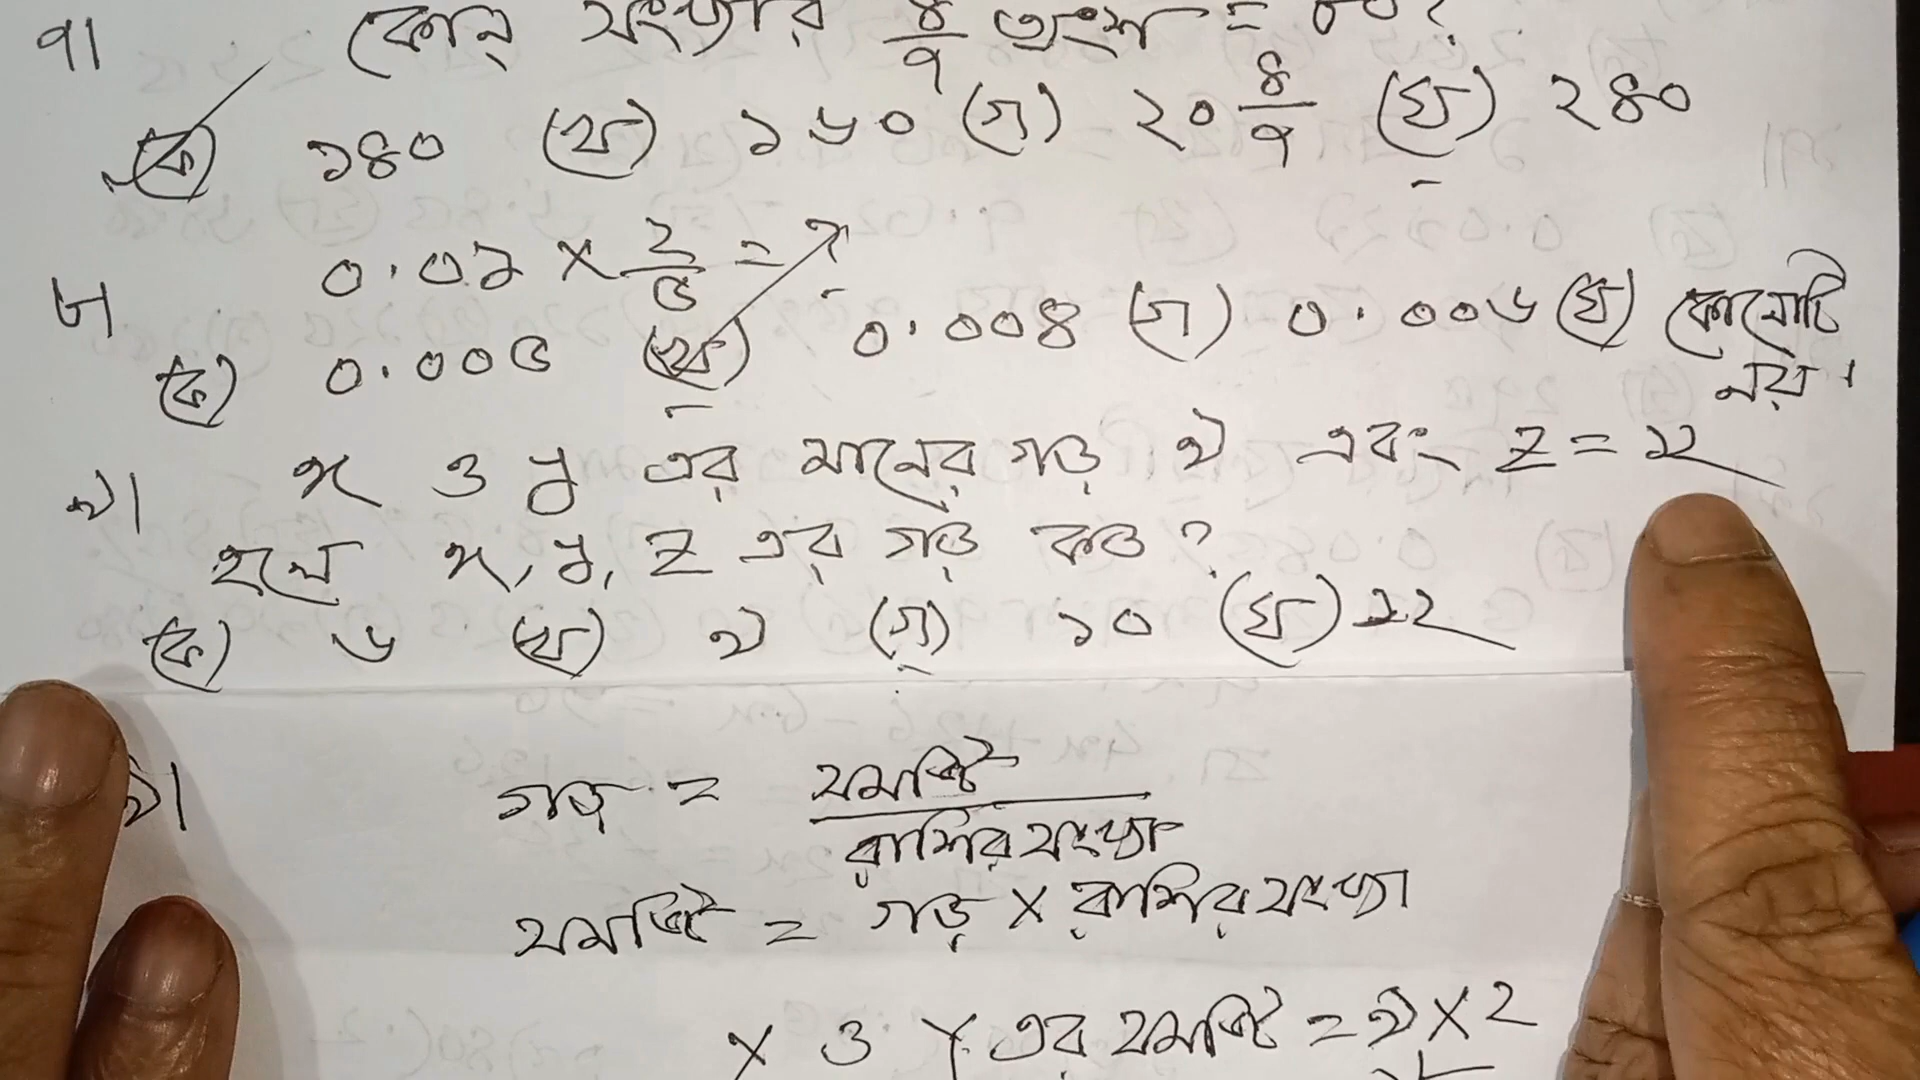 ৭। কোন্ সংখ্যার ৪/৭ অংশ = ৮০?
(ক) ১৪০ (খ) ১৬০ (গ) ২০ ৪/৭ (ঘ) ২৪০
৮। ০.০১ × ২/৫ = ?
(ক) ০.০০৫ (খ) ০.০০৪ (গ) ০.০০৬ (ঘ) কোনোটি
নয়।
৯। x ও y এর মানের গড় ৯ এবং z = ১২
হলে x, y, z এর গড় কত?
(ক) ৬ (খ) ৯ (গ) ১০ (ঘ) ১২
৯। গড় = সমষ্টি / রাশির সংখ্যা
সমষ্টি = গড় × রাশির সংখ্যা
x ও y এর সমষ্টি = ৯ × ২